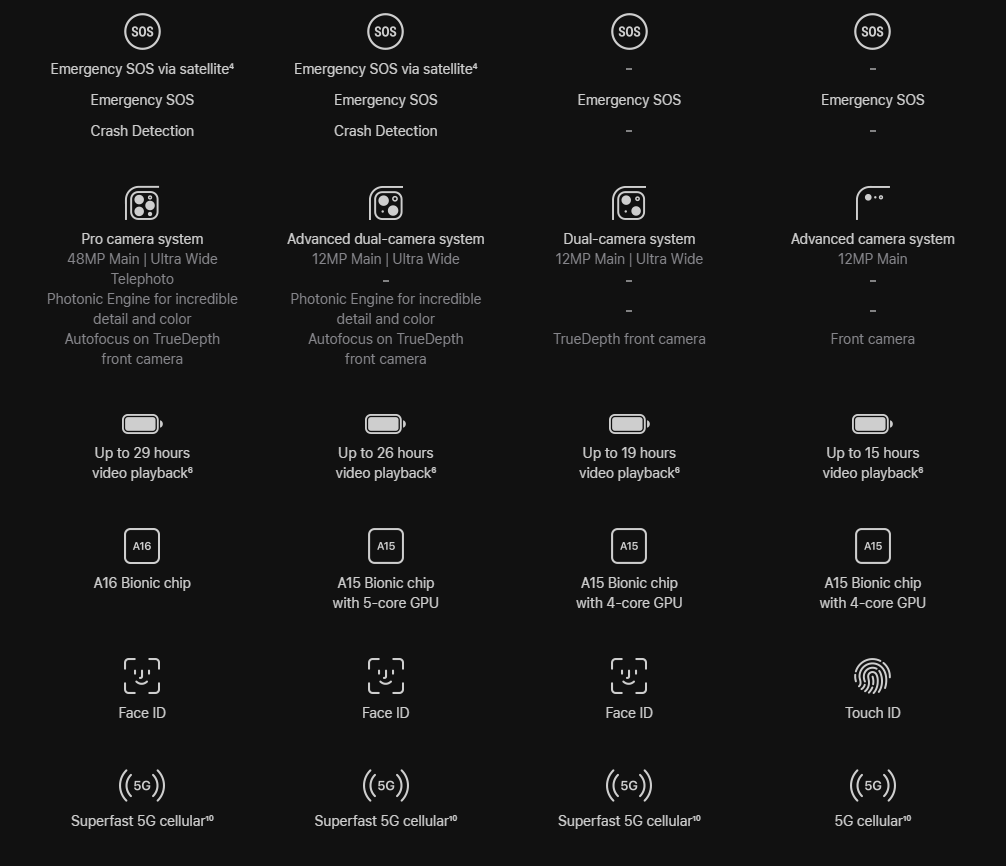 SOS SOS SOS SOS
Emergency SOS via satellite⁴ Emergency SOS via satellite⁴ – –
Emergency SOS Emergency SOS Emergency SOS Emergency SOS
Crash Detection Crash Detection – –
Pro camera system Advanced dual-camera system Dual-camera system Advanced camera system
48MP Main | Ultra Wide 12MP Main | Ultra Wide 12MP Main | Ultra Wide 12MP Main
Telephoto – – –
Photonic Engine for incredible Photonic Engine for incredible – –
detail and color detail and color
Autofocus on TrueDepth Autofocus on TrueDepth TrueDepth front camera Front camera
front camera front camera
Up to 29 hours Up to 26 hours Up to 19 hours Up to 15 hours
video playback⁶ video playback⁶ video playback⁶ video playback⁶
A16 A15 A15 A15
A16 Bionic chip A15 Bionic chip A15 Bionic chip A15 Bionic chip
with 5-core GPU with 4-core GPU with 4-core GPU
Face ID Face ID Face ID Touch ID
5G 5G 5G 5G
Superfast 5G cellular¹⁰ Superfast 5G cellular¹⁰ Superfast 5G cellular¹⁰ 5G cellular¹⁰